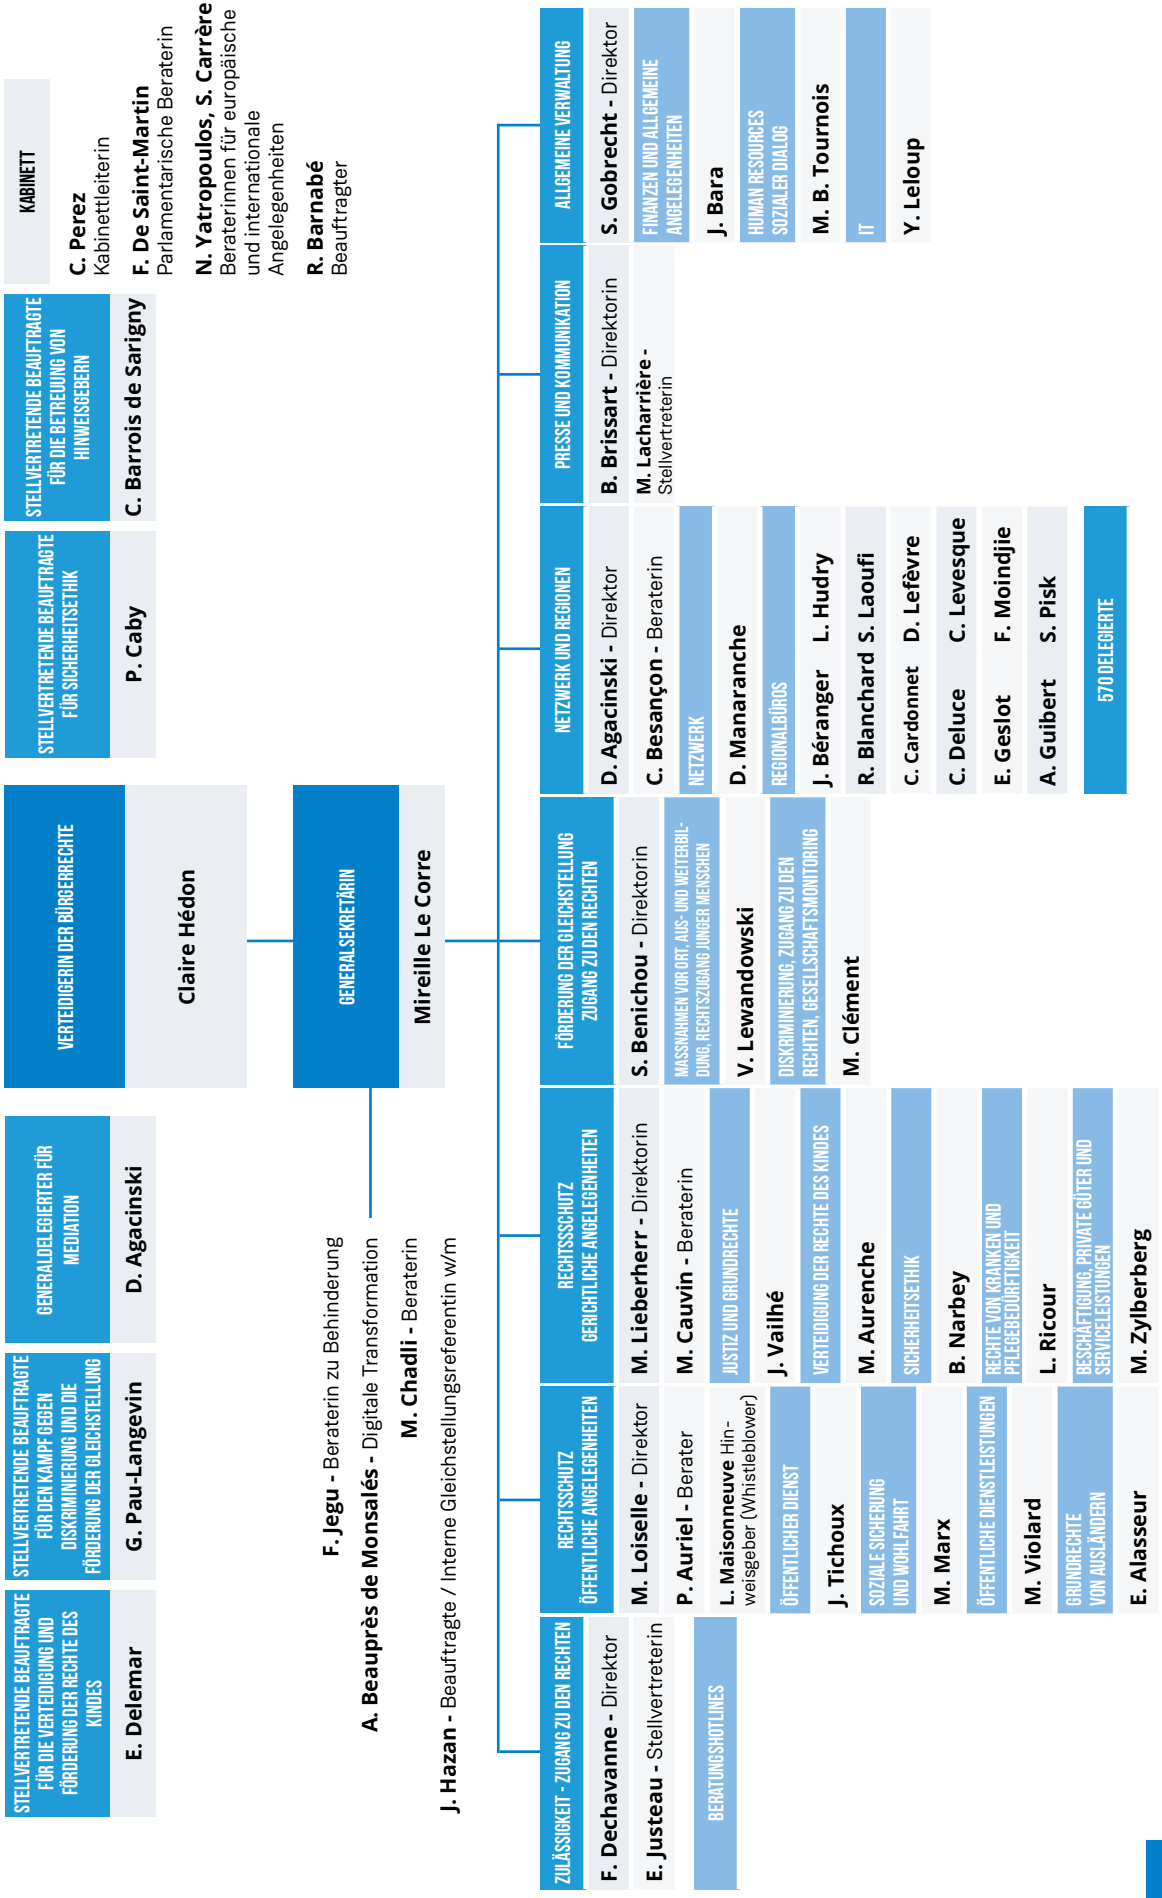 STELLVERTRETENDE BEAUFTRAGTE
FÜR DIE VERTEIDIGUNG UND
FÖRDERUNG DER RECHTE DES
KINDES
E. Delemar
STELLVERTRETENDE BEAUFTRAGTE
FÜR DEN KAMPF GEGEN
DISKRIMINIERUNG UND DIE
FÖRDERUNG DER GLEICHSTELLUNG
G. Pau-Langevin
GENERALDELEGIERTER FÜR
MEDIATION
D. Agacinski
VERTEIDIGERIN DER BÜRGERRECHTE
Claire Hédon
STELLVERTRETENDE BEAUFTRAGTE
FÜR SICHERHEITSETHIK
P. Caby
STELLVERTRETENDE BEAUFTRAGTE
FÜR DIE BETREUUNG VON
HINWEISGEBERN
C. Barrois de Sarigny
KABINETT
C. Perez
Kabinettleiterin
F. De Saint-Martin
Parlamentarische Beraterin
N. Yatropoulos, S. Carrère
Beraterinnen für europäische
und internationale
Angelegenheiten
R. Barnabé
Beauftragter
GENERALSEKRETÄRIN
Mireille Le Corre
F. Jegu - Beraterin zu Behinderung
A. Beauprès de Monsalés - Digitale Transformation
M. Chadli - Beraterin
J. Hazan - Beauftragte / Interne Gleichstellungsreferentin w/m
ZULÄSSIGKEIT - ZUGANG ZU DEN RECHTEN
F. Dechavanne - Direktor
E. Justeau - Stellvertreterin
BERATUNGSHOTLINES
RECHTSSCHUTZ
ÖFFENTLICHE ANGELEGENHEITEN
M. Loiselle - Direktor
P. Auriel - Berater
L. Maisonneuve Hin-
weisgeber (Whistleblower)
ÖFFENTLICHER DIENST
J. Tichoux
SOZIALE SICHERUNG
UND WOHLFAHRT
M. Marx
ÖFFENTLICHE DIENSTLEISTUNGEN
M. Violard
GRUNDRECHTE
VON AUSLÄNDERN
E. Alasseur
RECHTSSSCHUTZ
GERICHTLICHE ANGELEGENHEITEN
M. Lieberherr - Direktorin
M. Cauvin - Beraterin
JUSTIZ UND GRUNDRECHTE
J. Vailhé
VERTEIDIGUNG DER RECHTE DES KINDES
M. Aurenche
SICHERHEITSETHIK
B. Narbey
RECHTE VON KRANKEN UND
PFLEGEBEDÜRFTIGKEIT
L. Ricour
BESCHÄFTIGUNG, PRIVATE GÜTER UND
SERVICELEISTUNGEN
M. Zylberberg
FÖRDERUNG DER GLEICHSTELLUNG
ZUGANG ZU DEN RECHTEN
S. Benichou - Direktorin
MASSNAHMEN VOR ORT, AUS- UND WEITERBIL-
DUNG, RECHTSZUGANG JUNGER MENSCHEN
V. Lewandowski
DISKRIMINIERUNG, ZUGANG ZU DEN
RECHTEN, GESELLSCHAFTSMONITORING
M. Clément
NETZWERK UND REGIONEN
D. Agacinski - Direktor
C. Besançon - Beraterin
NETZWERK
D. Manaranche
REGIONALBÜROS
J. Béranger L. Hudry
R. Blanchard S. Laoufi
C. Cardonnet D. Lefèvre
C. Deluce C. Levesque
E. Geslot F. Moindjie
A. Guibert S. Pisk
570 DELEGIERTE
PRESSE UND KOMMUNIKATION
B. Brissart - Direktorin
M. Lacharrière -
Stellvertreterin
ALLGEMEINE VERWALTUNG
S. Gobrecht - Direktor
FINANZEN UND ALLGEMEINE
ANGELEGENHEITEN
J. Bara
HUMAN RESOURCES
SOZIALER DIALOG
M. B. Tournois
IT
Y. Leloup